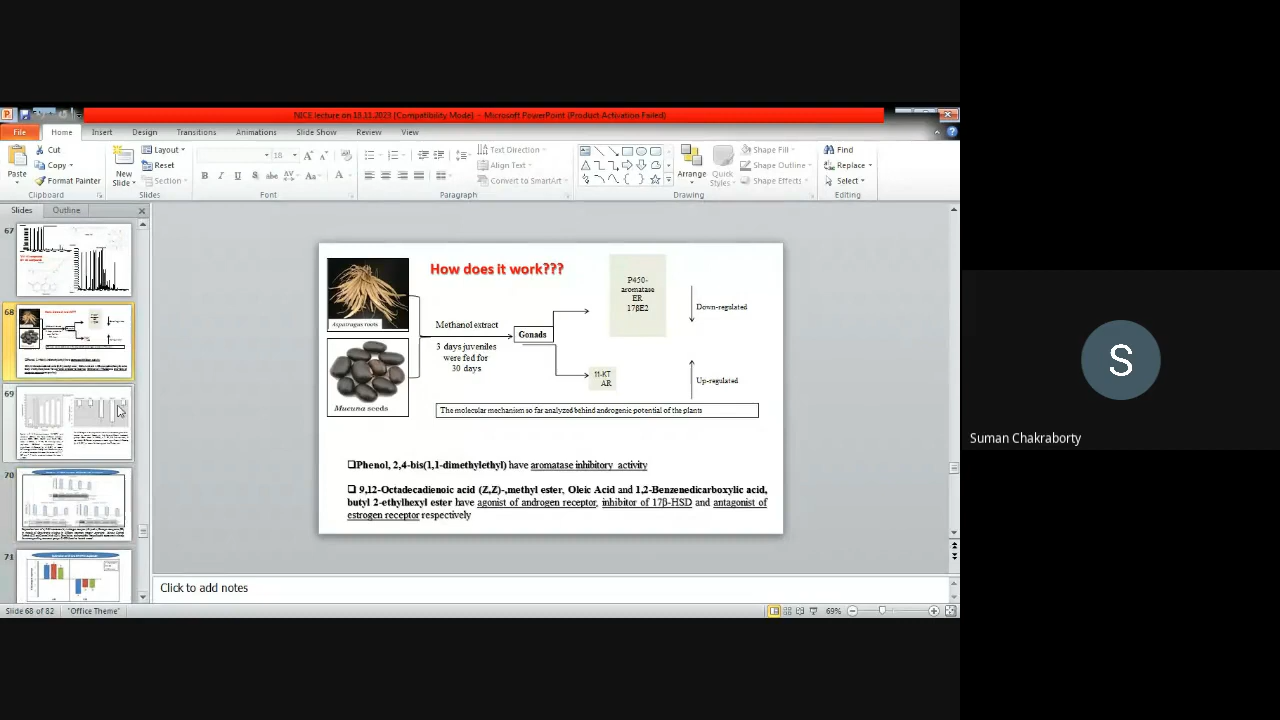 NICE lecture on 18.11.2023 [Compatibility Mode] - Microsoft PowerPoint (Product Activation Failed)
File Home Insert Design Transitions Animations Slide Show Review View
Paste
Cut
Copy
Format Painter
Clipboard
New
Slide
Layout
Reset
Section
Slides
18
B I U S abc AV Aa A
Font
Text Direction
Align Text
Convert to SmartArt
Paragraph
Arrange
Quick
Styles
Shape Fill
Shape Outline
Shape Effects
Drawing
Find
Replace
Select
Editing
Slides Outline
67
68
69
70
71
How does it work???
Asparagus roots
Mucuna seeds
Methanol extract
3 days juveniles
were fed for
30 days
Gonads
P450-
aromatase
ER
17βE2
Down-regulated
11-KT
AR
Up-regulated
The molecular mechanism so far analyzed behind androgenic potential of the plants
❑Phenol, 2,4-bis(1,1-dimethylethyl) have aromatase inhibitory activity
❑ 9,12-Octadecadienoic acid (Z,Z)-,methyl ester, Oleic Acid and 1,2-Benzenedicarboxylic acid,
butyl 2-ethylhexyl ester have agonist of androgen receptor, inhibitor of 17β-HSD and antagonist of
estrogen receptor respectively
Click to add notes
Slide 68 of 82 "Office Theme" 69%
S
Suman Chakraborty